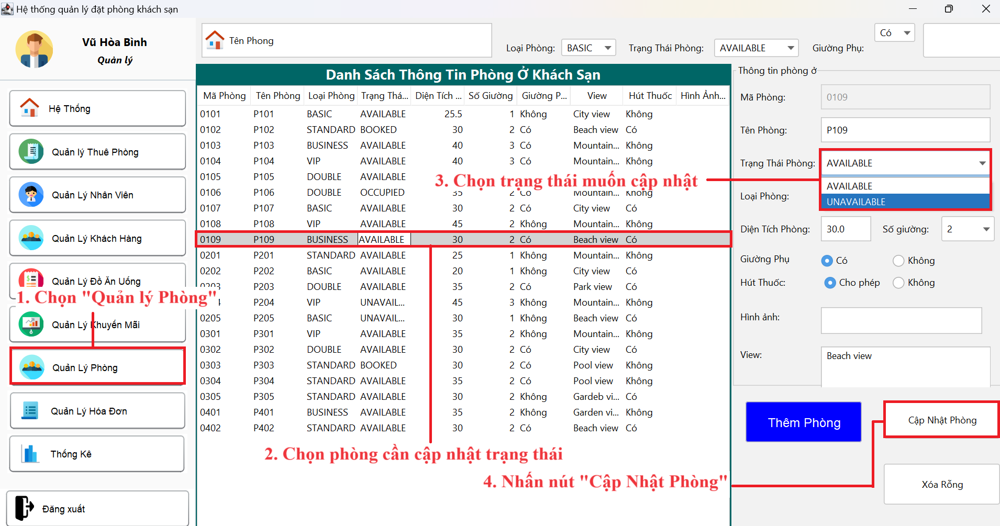 Hệ thống quản lý đặt phòng khách sạn
Vũ Hòa Bình
Quản lý
Hệ Thống
Quản lý Thuê Phòng
Quản Lý Nhân Viên
Quản Lý Khách Hàng
Quản Lý Đồ Ăn Uống
1. Chọn "Quản lý Phòng"
Quản Lý Khuyến Mãi
Quản Lý Phòng
Quản Lý Hóa Đơn
Thống Kê
Đăng xuất
Tên Phong
Loại Phòng: BASIC Trạng Thái Phòng: AVAILABLE Giường Phụ: Có
Danh Sách Thông Tin Phòng Ở Khách Sạn
Mã Phòng Tên Phòng Loại Phòng Trạng Thá... Diện Tích ... Số Giường Giường P... View Hút Thuốc Hình Ảnh...
0101 P101 BASIC AVAILABLE 25.5 1 Không City view Không
0102 P102 STANDARD BOOKED 30 2 Có Beach view Có
0103 P103 BUSINESS AVAILABLE 40 3 Có Mountain... Không
0104 P104 VIP AVAILABLE 40 3 Có Mountain... Không
0105 P105 DOUBLE AVAILABLE
3. Chọn trạng thái muốn cập nhật
0106 P106 DOUBLE OCCUPIED 35 2 Có Mountain... Không
0107 P107 BASIC AVAILABLE 30 2 Có City view Có
0108 P108 VIP AVAILABLE 45 2 Không Mountain... Không
0109 P109 BUSINESS AVAILABLE 30 2 Có Beach view Có
0201 P201 STANDARD AVAILABLE 25 1 Không Mountain... Không
0202 P202 BASIC AVAILABLE 20 1 Không City view Có
0203 P203 DOUBLE AVAILABLE 35 2 Có Park view Có
P204 VIP UNAVAIL... 45 3 Không Mountain... Không
0205 P205 BASIC UNAVAIL... 30 1 Không Beach view Có
0301 P301 VIP AVAILABLE 35 2 Không Mountain... Không
0302 P302 DOUBLE AVAILABLE 30 2 Có City view Có
0303 P303 STANDARD BOOKED 30 2 Có Pool view Không
0304 P304 STANDARD AVAILABLE 35 2 Có Pool view Không
0305 P305 STANDARD AVAILABLE 30 2 Không Gardeb vi... Có
0401 P401 BUSINESS AVAILABLE 35 2 Không Garden vi... Không
0402 P402 STANDARD AVAILABLE 30 2 Có Beach view Có
2. Chọn phòng cần cập nhật trạng thái
4. Nhấn nút "Cập Nhật Phòng"
Thông tin phòng ở
Mã Phòng: 0109
Tên Phòng: P109
Trạng Thái Phòng: AVAILABLE
AVAILABLE
Loại Phòng:
UNAVAILABLE
Diện Tích Phòng: 30.0 Số giường: 2
Giường Phụ Có Không
Hút Thuốc: Cho phép Không
Hình ảnh:
View: Beach view
Thêm Phòng
Cập Nhật Phòng
Xóa Rỗng